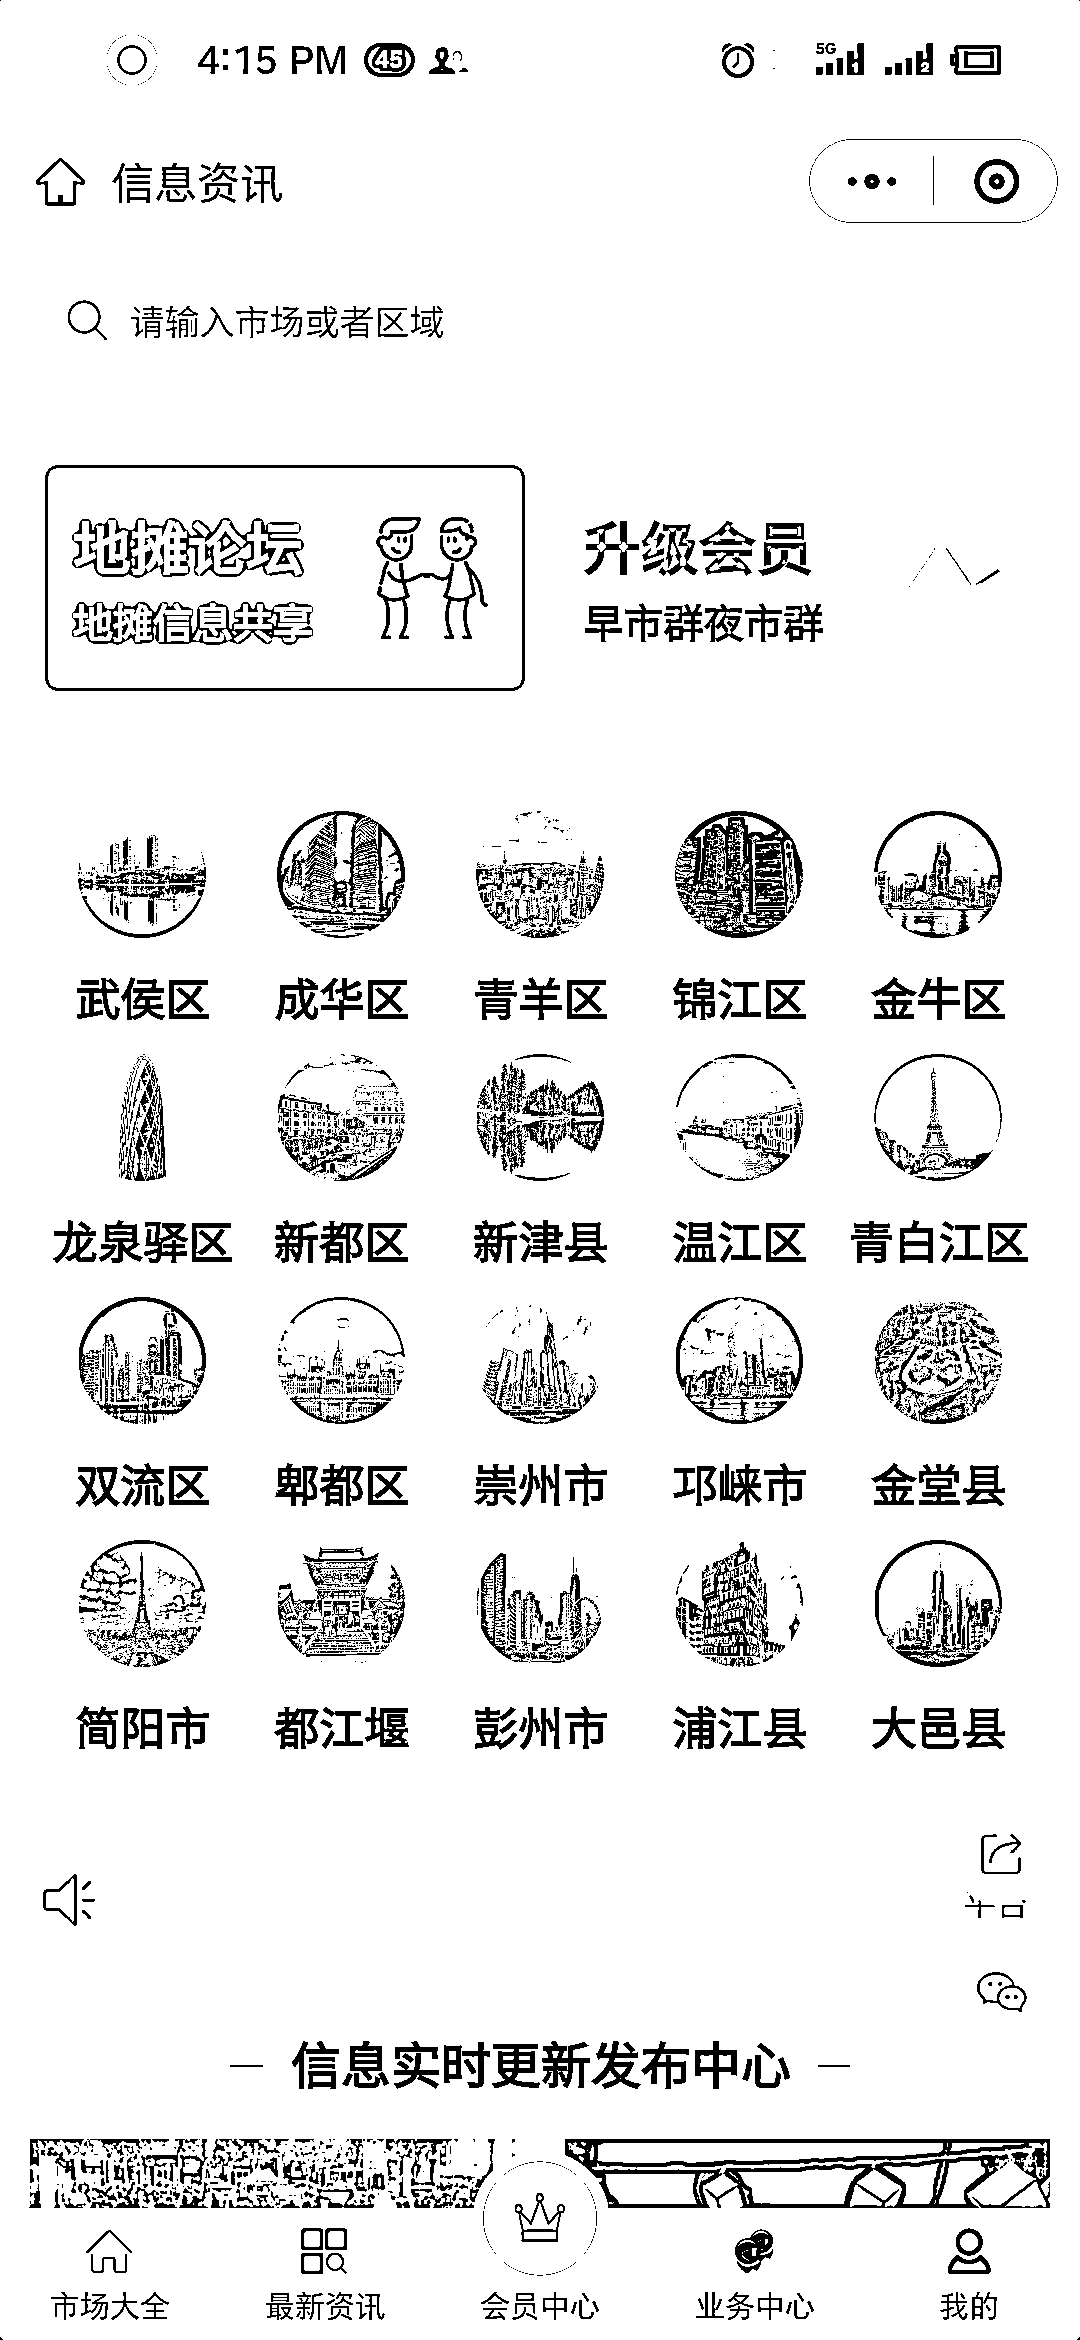 4:15 PM 45 5G
信息资讯
请输入市场或者区域
地摊论坛
升级会员
地摊信息共享
早市群夜市群
武侯区 成华区 青羊区 锦江区 金牛区
龙泉驿区 新都区 新津县 温江区 青白江区
双流区 郫都区 崇州市 邛崃市 金堂县
简阳市 都江堰 彭州市 浦江县 大邑县
信息实时更新发布中心
市场大全 最新资讯 会员中心 业务中心 我的